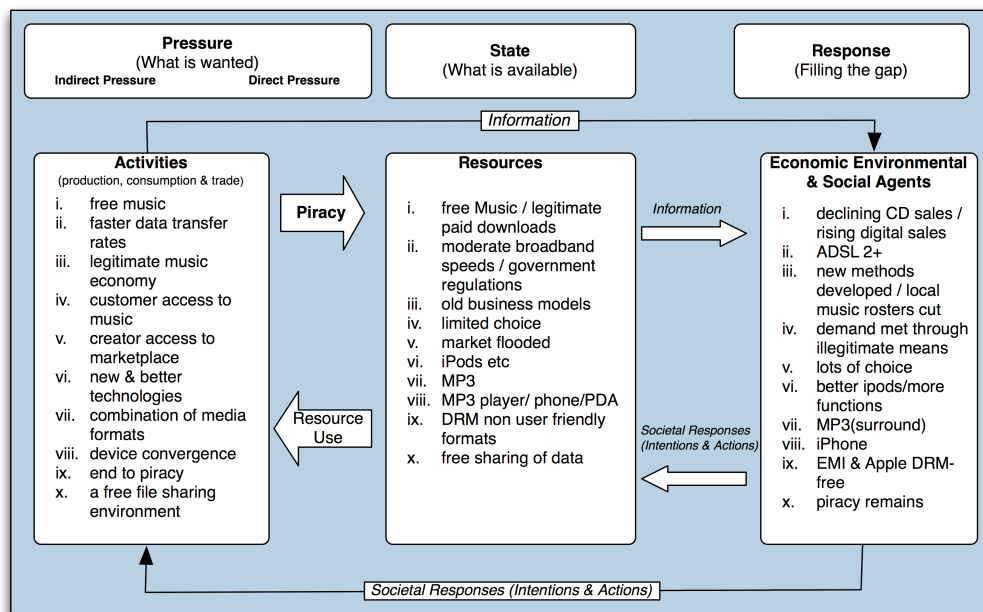 Pressure
(What is wanted)
Indirect Pressure Direct Pressure
State
(What is available)
Response
(Filling the gap)
Information
Activities
(production, consumption & trade)
i. free music
ii. faster data transfer
rates
iii. legitimate music
economy
iv. customer access to
music
v. creator access to
marketplace
vi. new & better
technologies
vii. combination of media
formats
viii. device convergence
ix. end to piracy
x. a free file sharing
environment
Piracy
Resource
Use
Resources
i. free Music / legitimate
paid downloads
ii. moderate broadband
speeds / government
regulations
iii. old business models
iv. limited choice
v. market flooded
vi. iPods etc
vii. MP3
viii. MP3 player/ phone/PDA
ix. DRM non user friendly
formats
x. free sharing of data
Information
Societal Responses
(Intentions & Actions)
Economic Environmental
& Social Agents
i. declining CD sales /
rising digital sales
ii. ADSL 2+
iii. new methods
developed / local
music rosters cut
iv. demand met through
illegitimate means
v. lots of choice
vi. better ipods/more
functions
vii. MP3(surround)
viii. iPhone
ix. EMI & Apple DRM-
free
x. piracy remains
Societal Responses (Intentions & Actions)